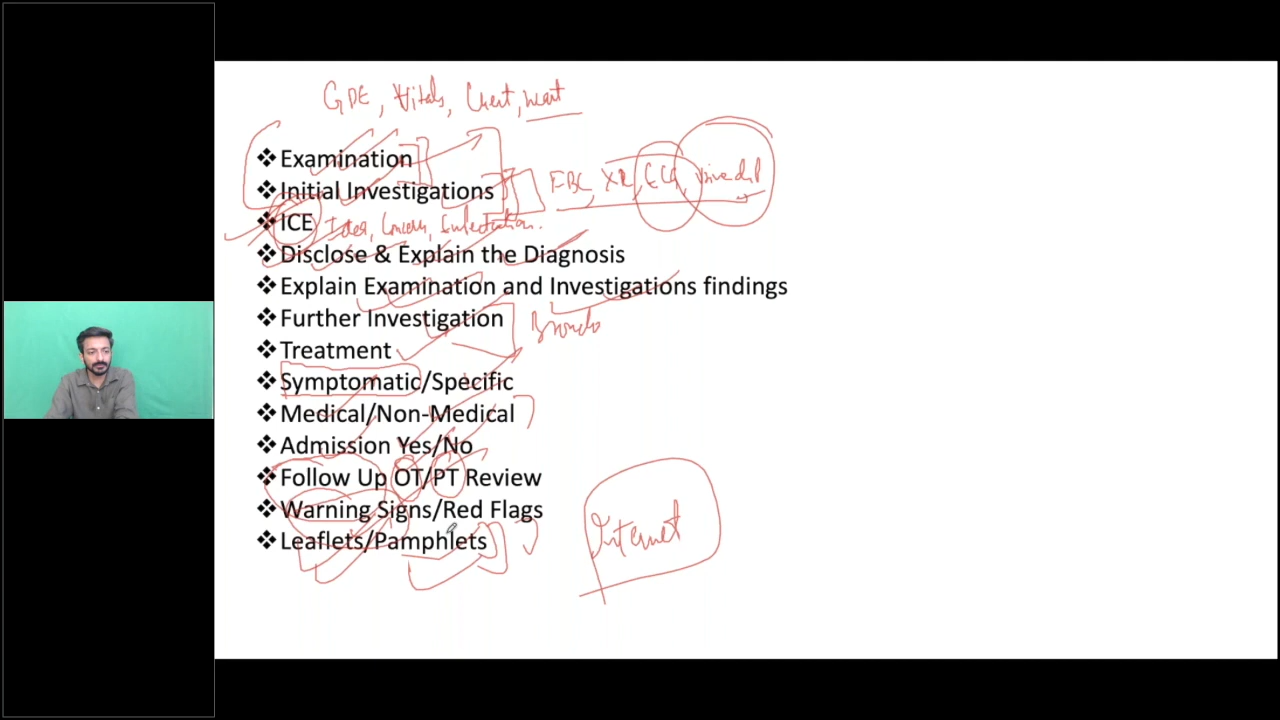 GPE, Vitals, Chest, heart
❖Examination
❖Initial Investigations FBC, XR, ECG,
❖ICE Idea, Concern, Expectation.
❖Disclose & Explain the Diagnosis
❖Explain Examination and Investigations findings
❖Further Investigation
❖Treatment
❖Symptomatic/Specific
❖Medical/Non-Medical
❖Admission Yes/No
❖Follow Up OT/PT Review
❖Warning Signs/Red Flags
❖Leaflets/Pamphlets
Internet